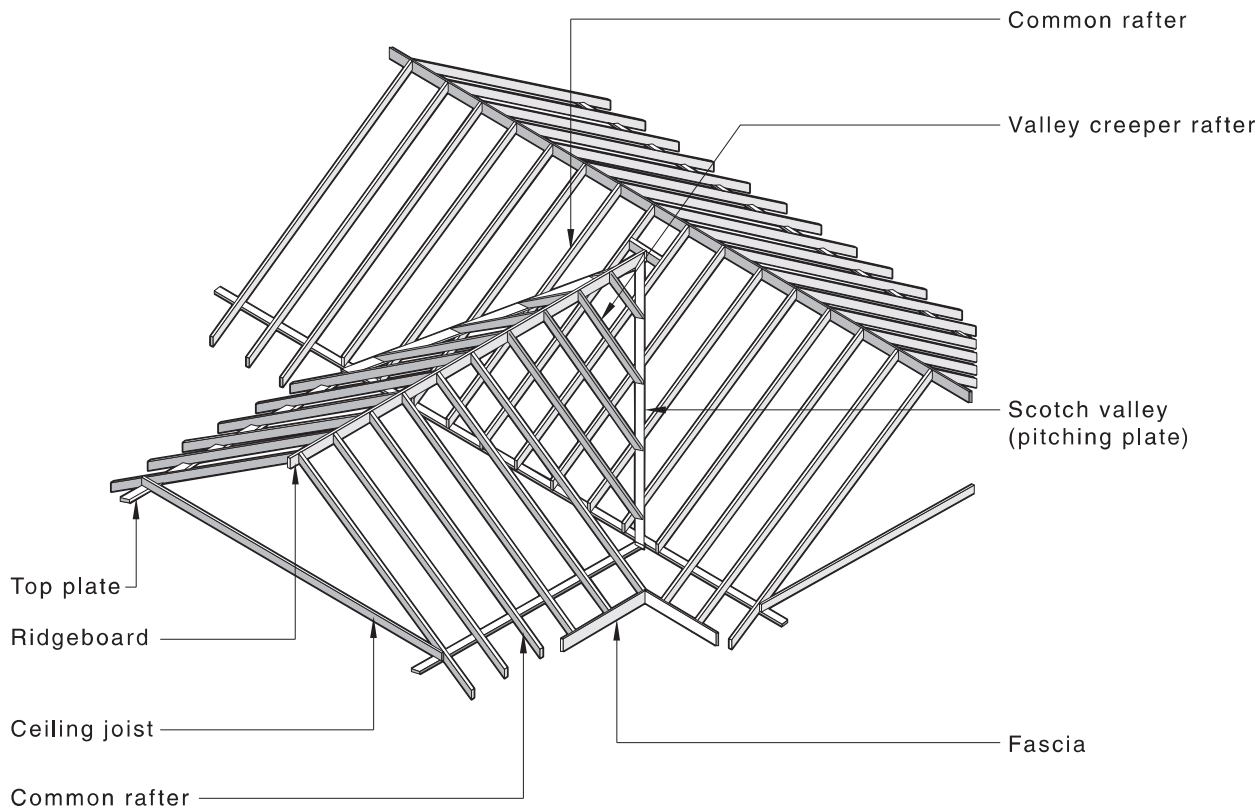 Common rafter
Valley creeper rafter
Scotch valley
(pitching plate)
Top plate
Ridgeboard
Ceiling joist
Fascia
Common rafter